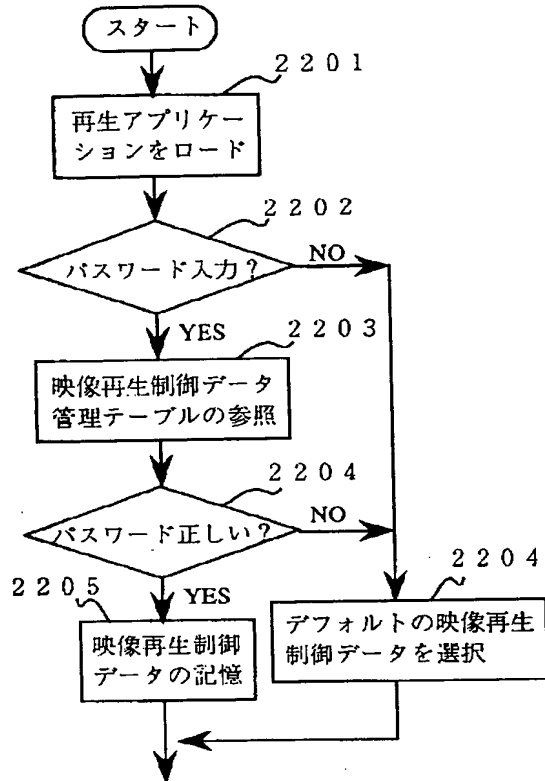 スタート
2201
再生アプリケー
ションをロード
2202
パスワード入力?
NO
YES
2203
映像再生制御データ
管理テーブルの参照
2204
パスワード正しい?
NO
2205
YES
2204
映像再生制御
データの記憶
デフォルトの映像再生
制御データを選択